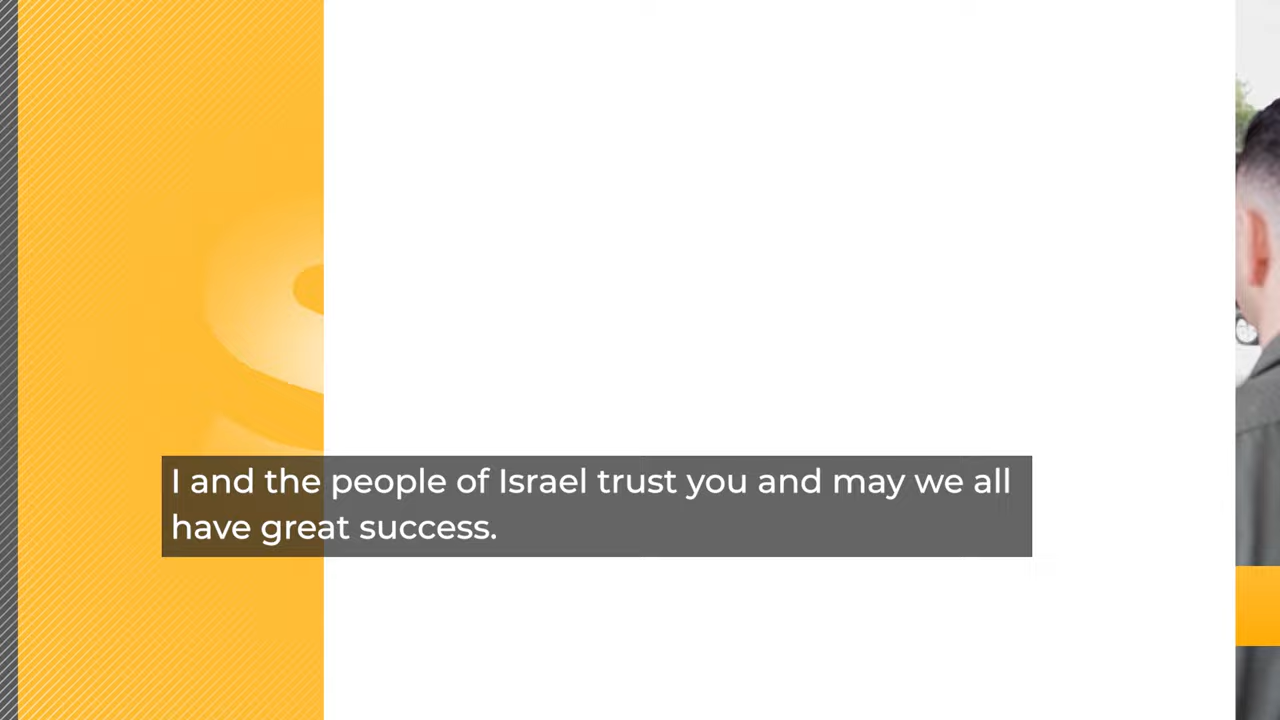 I and the people of Israel trust you and may we all
have great success.